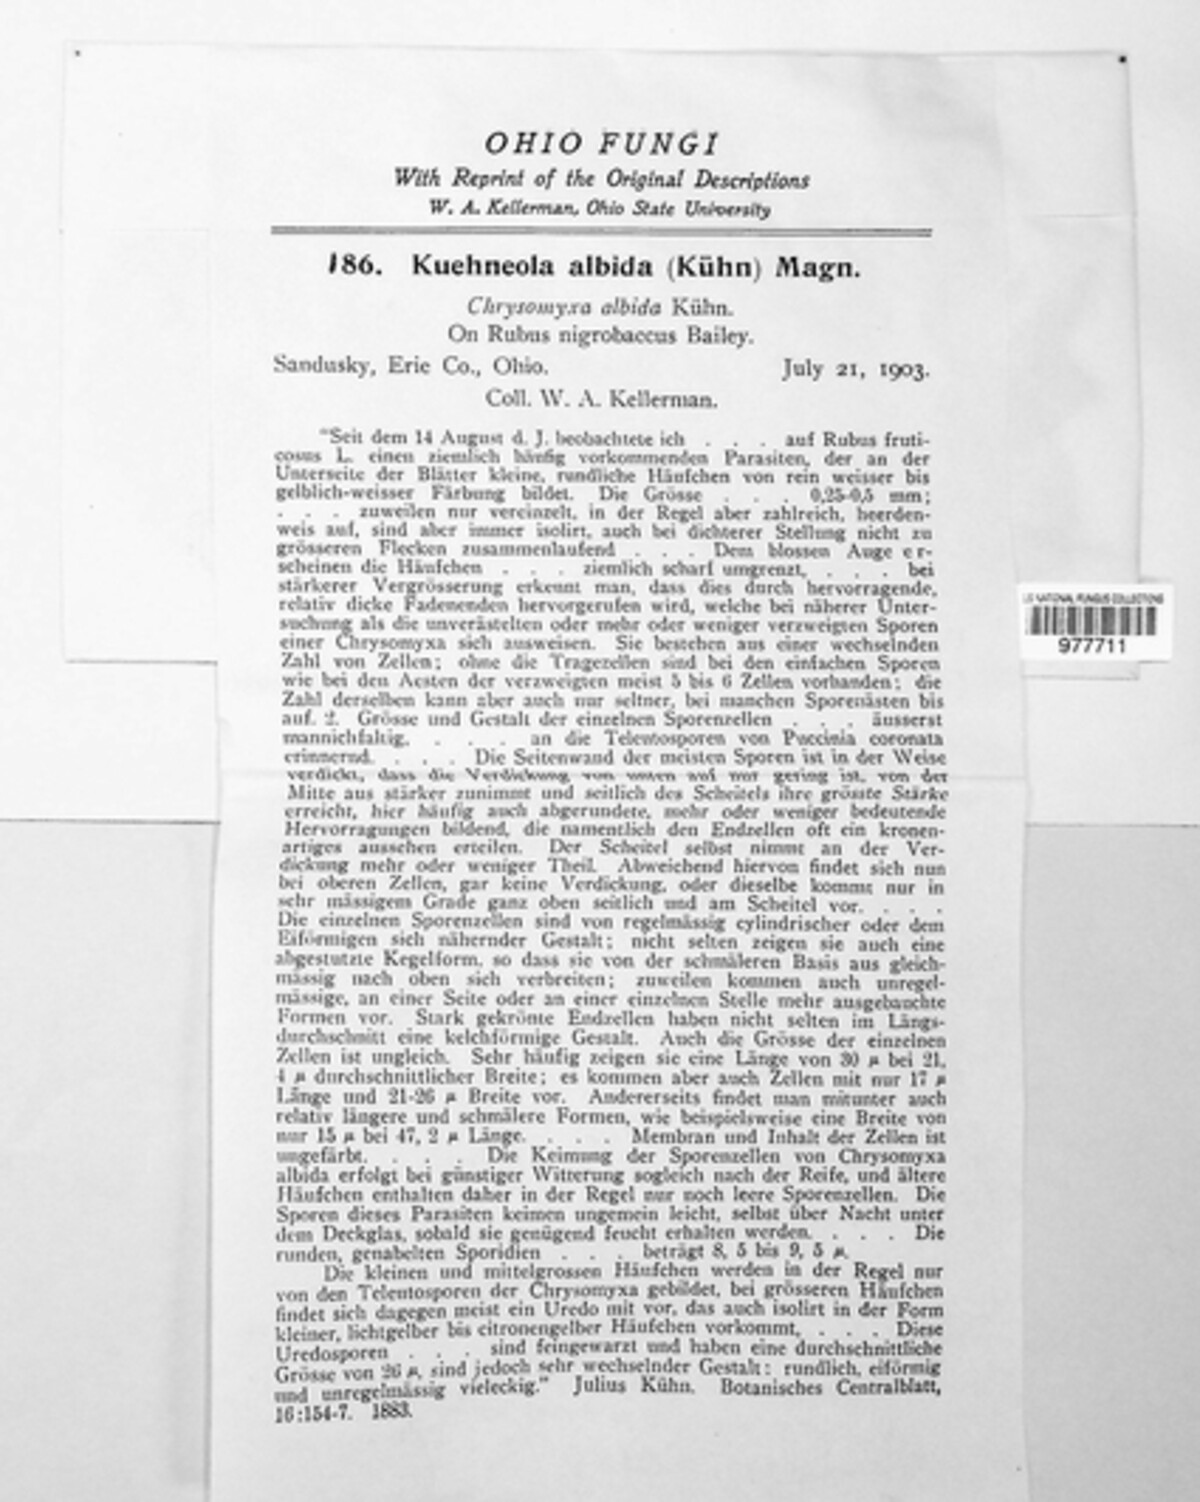 OHIO FUNGI
With Reprint of the Original Descriptions
W. A. Kellerman, Ohio State University
186. Kuehneola albida (Kühn) Magn.
Chrysomyxa albida Kühn.
On Rubus nigrobaccus Bailey.
Sandusky, Erie Co., Ohio. July 21, 1903.
Coll. W. A. Kellerman.
"Seit dem 14 August d. J. beobachtete ich . . . auf Rubus fruti-
cosus L. einen ziemlich häufig vorkommenden Parasiten, der an der
Unterseite der Blätter kleine, rundliche Häufchen von rein weisser bis
gelblich-weisser Färbung bildet. Die Grösse . . . 0,25-0,5 mm;
. . . zuweilen nur vereinzelt, in der Regel aber zahlreich, heerden-
weis auf, sind aber immer isolirt, auch bei dichterer Stellung nicht zu
grösseren Flecken zusammenlaufend . . . Dem blossen Auge er-
scheinen die Häufchen . . . ziemlich scharf umgrenzt, . . . bei
stärkerer Vergrösserung erkennt man, dass dies durch hervorragende,
relativ dicke Fadenenden hervorgerufen wird, welche bei näherer Unter-
suchung als die unverästelten oder mehr oder weniger verzweigten Sporen
einer Chrysomyxa sich ausweisen. Sie bestehen aus einer wechselnden
Zahl von Zellen; ohne die Tragezellen sind bei den einfachen Sporen
wie bei den Aesten der verzweigten meist 5 bis 6 Zellen vorhanden; die
Zahl derselben kann aber auch nur seltner, bei manchen Sporenästen bis
auf. 2. Grösse und Gestalt der einzelnen Sporenzellen . . . äusserst
mannichfaltig, . . . an die Teleutosporen von Puccinia coronata
erinnernd. . . . Die Seitenwand der meisten Sporen ist in der Weise
verdickt, dass die Verdickung von unten auf nur gering ist, von der
Mitte aus stärker zunimmt und seitlich des Scheitels ihre grösste Stärke
erreicht, hier häufig auch abgerundete, mehr oder weniger bedeutende
Hervorragungen bildend, die namentlich den Endzellen oft ein kronen-
artiges aussehen erteilen. Der Scheitel selbst nimmt an der Ver-
dickung mehr oder weniger Theil. Abweichend hiervon findet sich nun
bei oberen Zellen, gar keine Verdickung, oder dieselbe kommt nur in
sehr mässigem Grade ganz oben seitlich und am Scheitel vor. . . .
Die einzelnen Sporenzellen sind von regelmässig cylindrischer oder dem
Eiförmigen sich nähernder Gestalt; nicht selten zeigen sie auch eine
abgestutzte Kegelform, so dass sie von der schmäleren Basis aus gleich-
mässig nach oben sich verbreiten; zuweilen kommen auch unregel-
mässige, an einer Seite oder an einer einzelnen Stelle mehr ausgebauchte
Formen vor. Stark gekrönte Endzellen haben nicht selten im Längs-
durchschnitt eine kelchförmige Gestalt. Auch die Grösse der einzelnen
Zellen ist ungleich. Sehr häufig zeigen sie eine Länge von 30 µ bei 21,
4 µ durchschnittlicher Breite; es kommen aber auch Zellen mit nur 17 µ
Länge und 21-26 µ Breite vor. Andererseits findet man mitunter auch
relativ längere und schmälere Formen, wie beispielsweise eine Breite von
nur 15 µ bei 47, 2 µ Länge. . . . Membran und Inhalt der Zellen ist
ungefärbt. . . . Die Keimung der Sporenzellen von Chrysomyxa
albida erfolgt bei günstiger Witterung sogleich nach der Reife, und ältere
Häufchen enthalten daher in der Regel nur noch leere Sporenzellen. Die
Sporen dieses Parasiten keimen ungemein leicht, selbst über Nacht unter
dem Deckglas, sobald sie genügend feucht erhalten werden. . . . Die
runden, genabelten Sporidien . . . beträgt 8, 5 bis 9, 5 µ.
Die kleinen und mittelgrossen Häufchen werden in der Regel nur
von den Teleutosporen der Chrysomyxa gebildet, bei grösseren Häufchen
findet sich dagegen meist ein Uredo mit vor, das auch isolirt in der Form
kleiner, lichtgelber bis citronengelber Häufchen vorkommt, . . . Diese
Uredosporen . . . sind feingewarzt und haben eine durchschnittliche
Grösse von 26 µ, sind jedoch sehr wechselnder Gestalt: rundlich, eiförmig
und unregelmässig vieleckig." Julius Kühn. Botanisches Centralblatt,
16:154-7. 1883.
US NATIONAL FUNGUS COLLECTIONS
977711